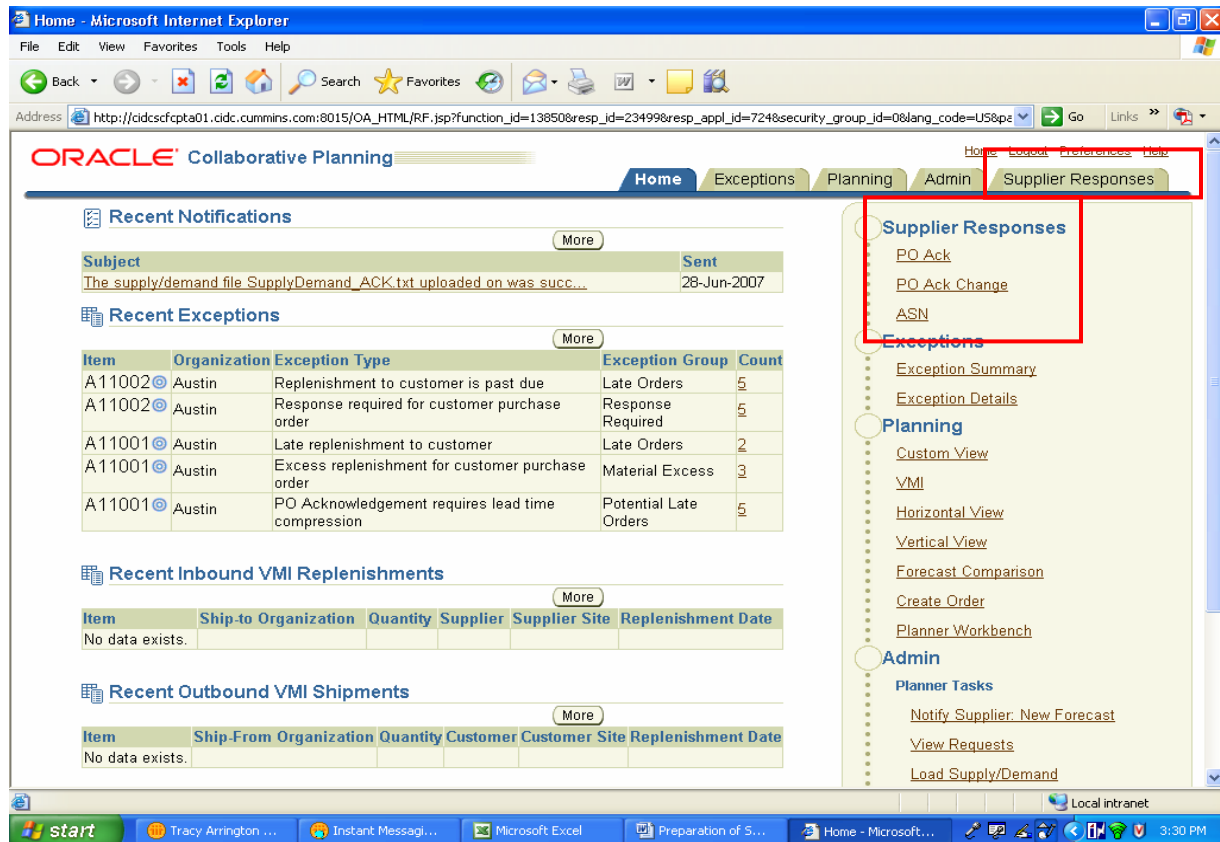 Home - Microsoft Internet Explorer
File Edit View Favorites Tools Help
Back Search Favorites
Address http://cidcscfcpta01.cidc.cummins.com:8015/OA_HTML/RF.jsp?function_id=13850&resp_id=23499&resp_appl_id=724&security_group_id=0&lang_code=US&pa Go Links »
ORACLE Collaborative Planning
Home Logout Preferences Help
Home Exceptions Planning Admin Supplier Responses
Recent Notifications
More
Subject Sent
The supply/demand file SupplyDemand_ACK.txt uploaded on was succ... 28-Jun-2007
Recent Exceptions
More
Item Organization Exception Type Exception Group Count
A11002 Austin Replenishment to customer is past due Late Orders 5
A11002 Austin Response required for customer purchase order Response Required 5
A11001 Austin Late replenishment to customer Late Orders 2
A11001 Austin Excess replenishment for customer purchase order Material Excess 3
A11001 Austin PO Acknowledgement requires lead time compression Potential Late Orders 5
Recent Inbound VMI Replenishments
More
Item Ship-to Organization Quantity Supplier Supplier Site Replenishment Date
No data exists.
Recent Outbound VMI Shipments
More
Item Ship-From Organization Quantity Customer Customer Site Replenishment Date
No data exists.
Supplier Responses
PO Ack
PO Ack Change
ASN
Exceptions
Exception Summary
Exception Details
Planning
Custom View
VMI
Horizontal View
Vertical View
Forecast Comparison
Create Order
Planner Workbench
Admin
Planner Tasks
Notify Supplier: New Forecast
View Requests
Load Supply/Demand
Local intranet
start Tracy Arrington ... Instant Messagi... Microsoft Excel Preparation of S... Home - Microsoft... 3:30 PM